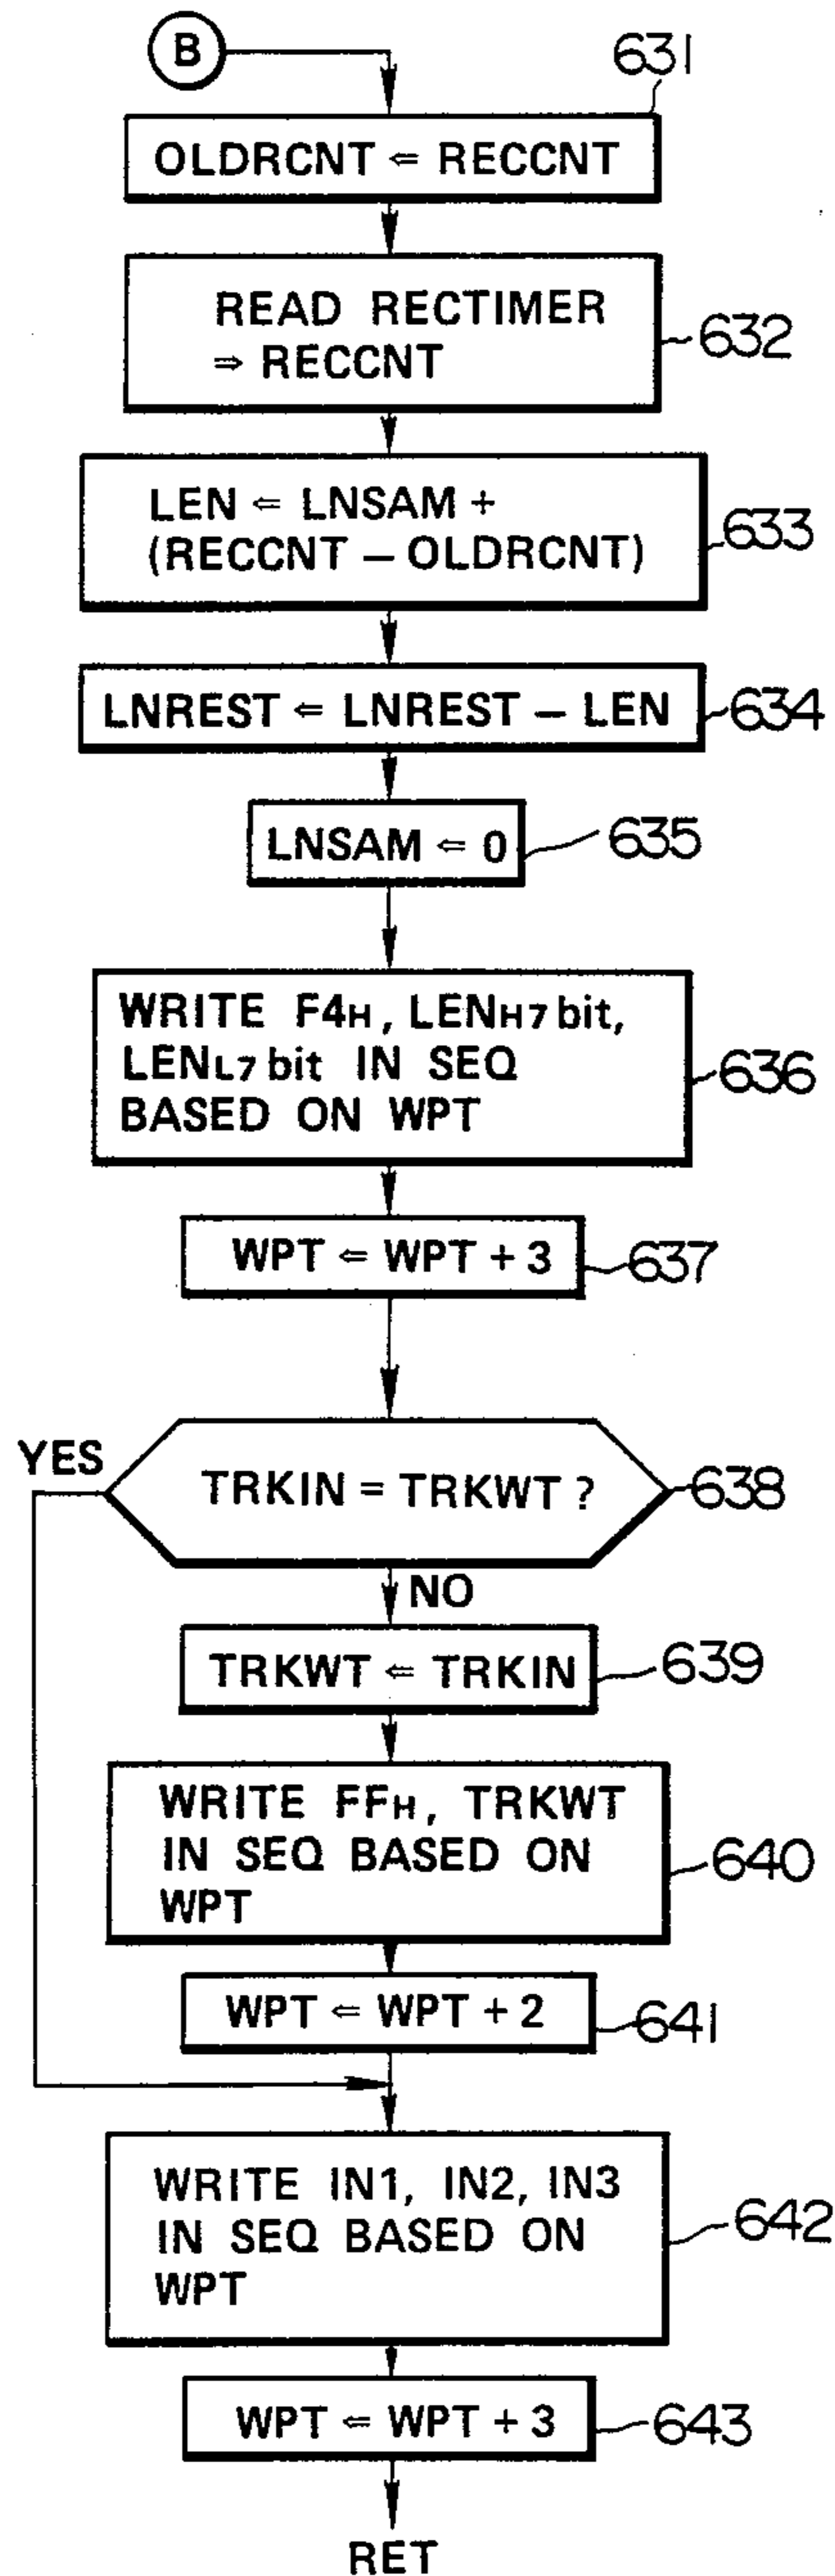 B
631
OLDRCNT ⇐ RECCNT
READ RECTIMER
⇒ RECCNT
632
LEN ⇐ LNSAM +
(RECCNT – OLDRCNT)
633
LNREST ⇐ LNREST – LEN
634
LNSAM ⇐ 0
635
WRITE F4H, LENH7 bit,
LENL7 bit IN SEQ
BASED ON WPT
636
WPT ⇐ WPT + 3
637
YES
TRKIN = TRKWT ?
638
NO
TRKWT ⇐ TRKIN
639
WRITE FFH, TRKWT
IN SEQ BASED ON
WPT
640
WPT ⇐ WPT + 2
641
WRITE IN1, IN2, IN3
IN SEQ BASED ON
WPT
642
WPT ⇐ WPT + 3
643
RET